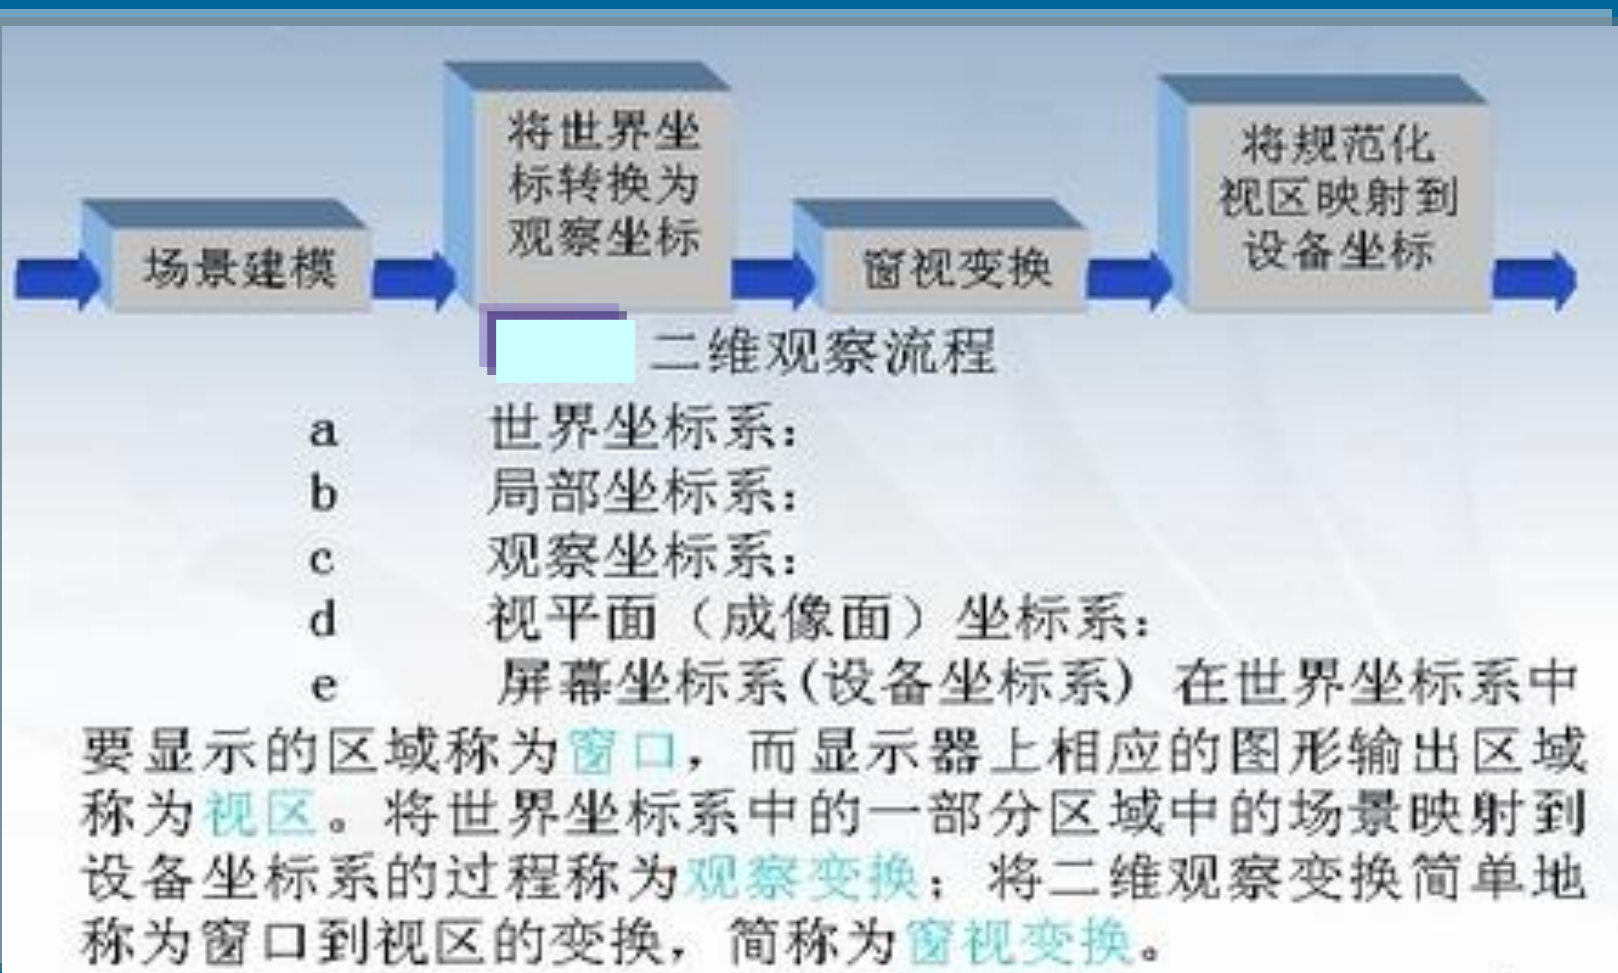 场景建模
将世界坐
标转换为
观察坐标
窗视变换
将规范化
视区映射到
设备坐标
二维观察流程
a 世界坐标系：
b 局部坐标系：
c 观察坐标系：
d 视平面（成像面）坐标系：
e 屏幕坐标系(设备坐标系) 在世界坐标系中
要显示的区域称为窗口，而显示器上相应的图形输出区域
称为视区。将世界坐标系中的一部分区域中的场景映射到
设备坐标系的过程称为观察变换；将二维观察变换简单地
称为窗口到视区的变换，简称为窗视变换。